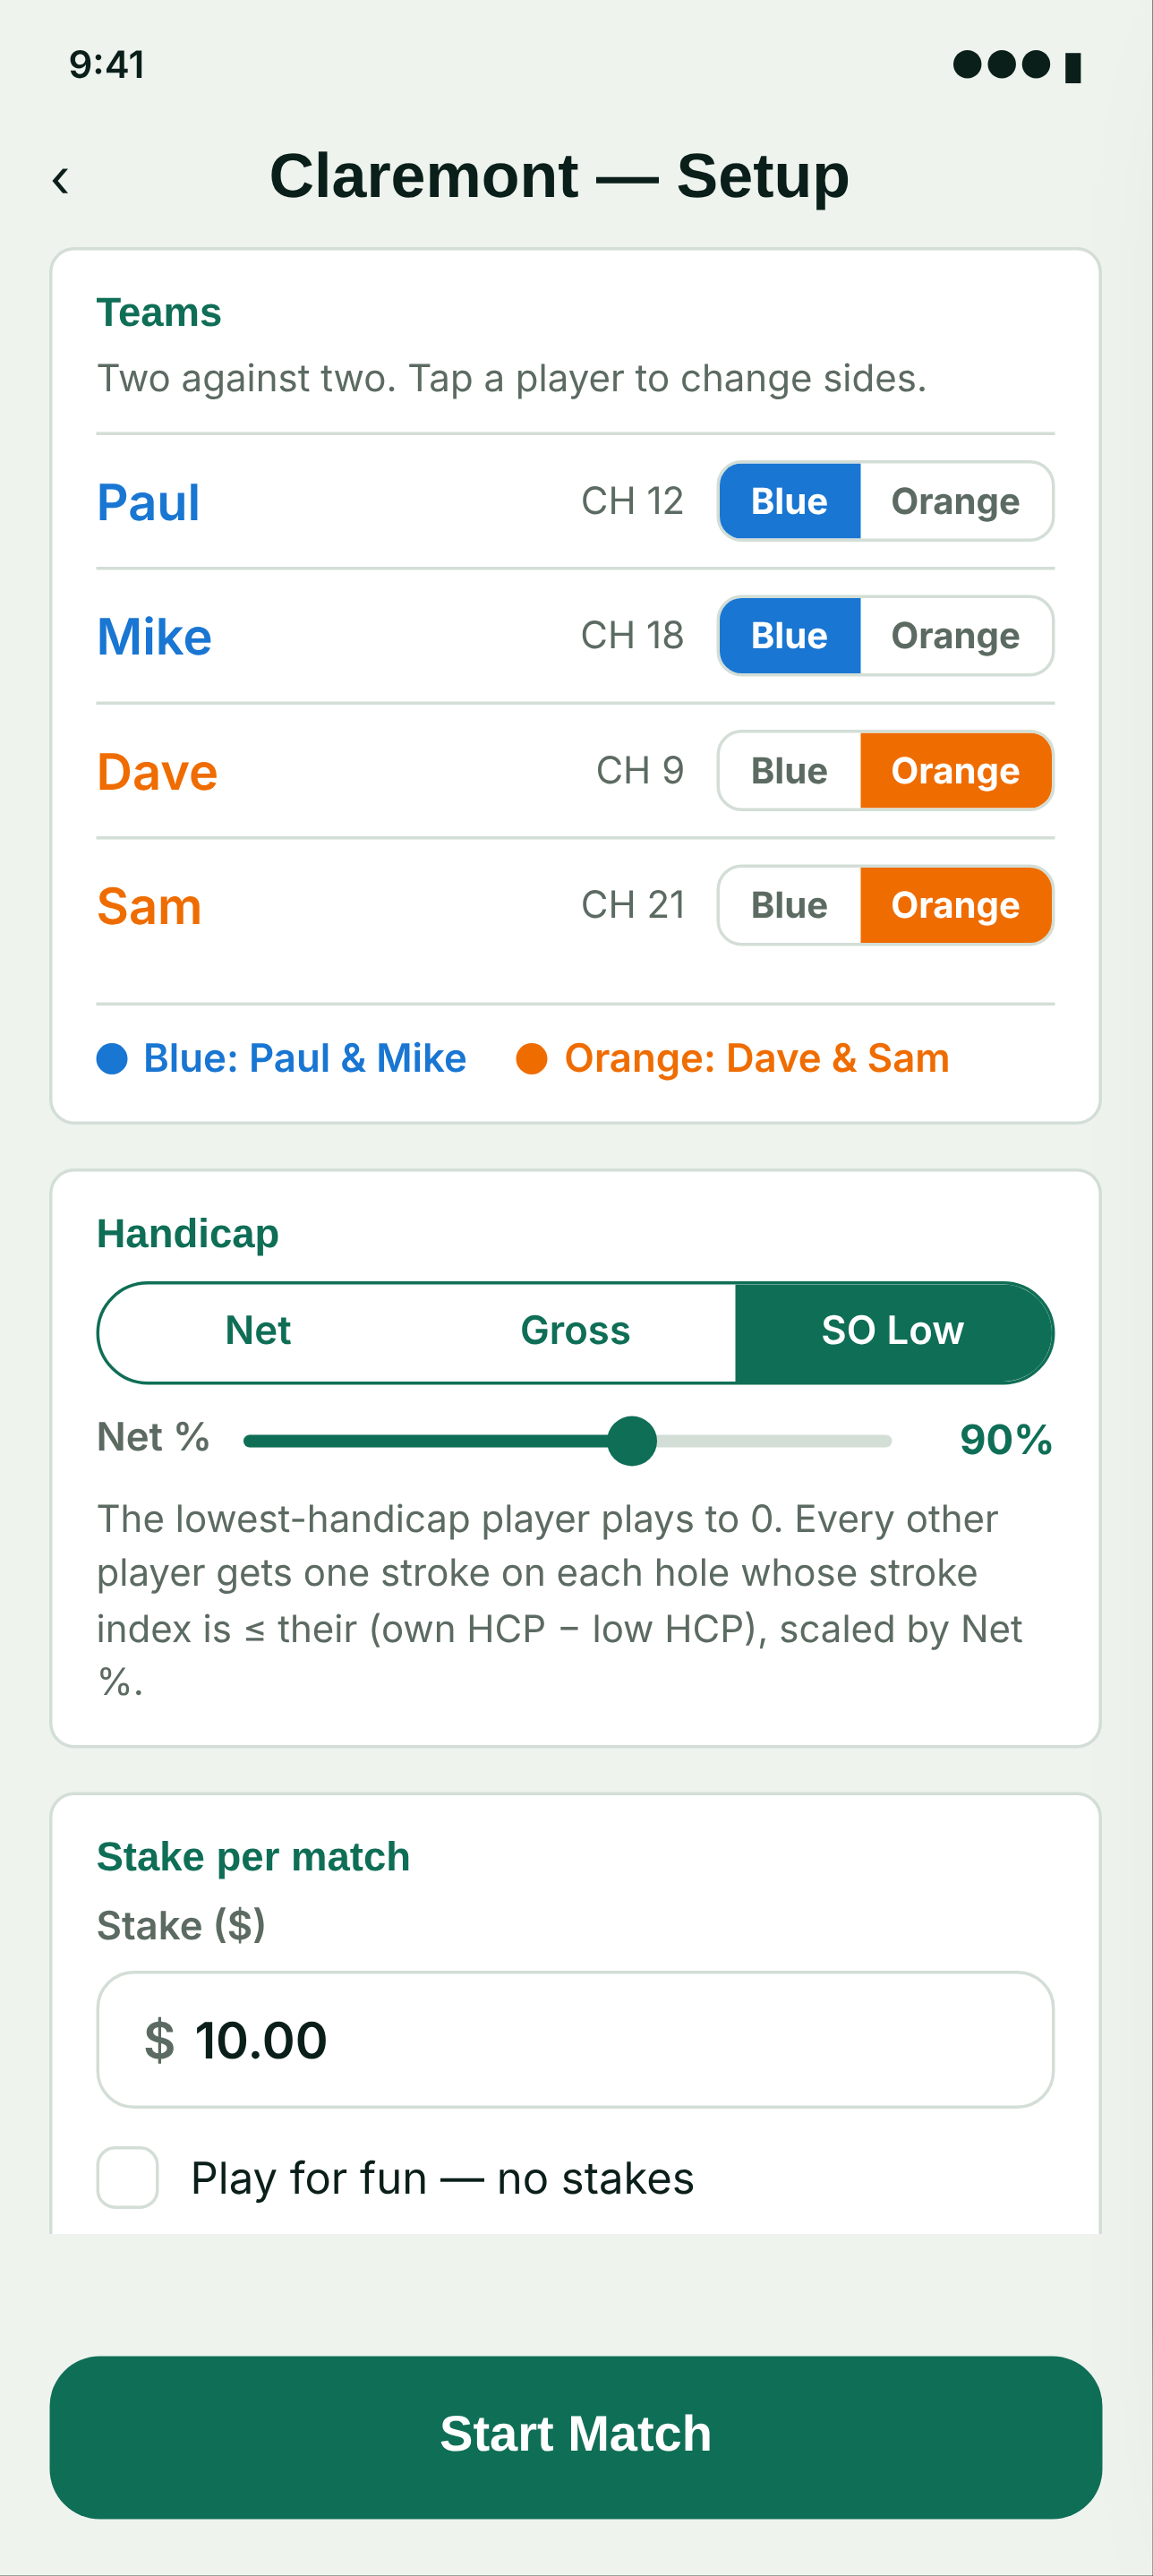 9:41
‹ Claremont — Setup
Teams
Two against two. Tap a player to change sides.
Paul CH 12 Blue Orange
Mike CH 18 Blue Orange
Dave CH 9 Blue Orange
Sam CH 21 Blue Orange
Blue: Paul & Mike Orange: Dave & Sam
Handicap
Net Gross SO Low
Net % 90%
The lowest-handicap player plays to 0. Every other
player gets one stroke on each hole whose stroke
index is ≤ their (own HCP − low HCP), scaled by Net
%.
Stake per match
Stake ($)
$ 10.00
Play for fun — no stakes
Start Match